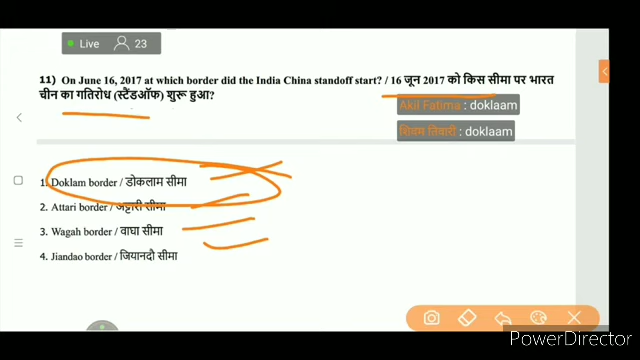 Live 23
11) On June 16, 2017 at which border did the India China standoff start? / 16 जून 2017 को किस सीमा पर भारत
चीन का गतिरोध (स्टैंडऑफ) शुरू हुआ?
Akil Fatima : doklaam
शिवम तिवारी : doklaam
1. Doklam border / डोकलाम सीमा
2. Attari border / अट्टारी सीमा
3. Wagah border / वाघा सीमा
4. Jiandao border / जियानदौ सीमा
PowerDirector